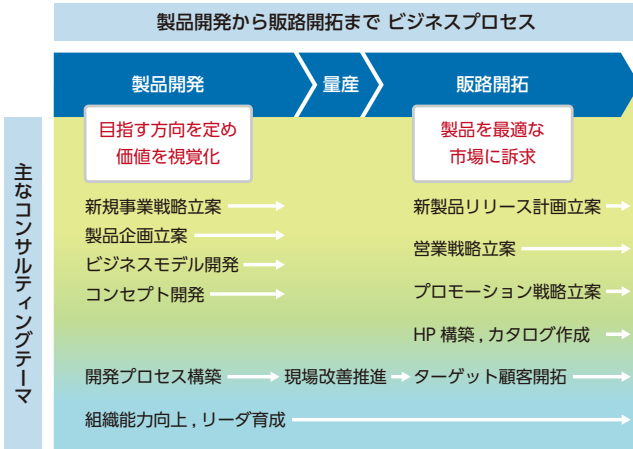 製品開発から販路開拓まで ビジネスプロセス
製品開発
量産
販路開拓
目指す方向を定め
価値を視覚化
製品を最適な
市場に訴求
主なコンサルティングテーマ
新規事業戦略立案
製品企画立案
ビジネスモデル開発
コンセプト開発
新製品リリース計画立案
営業戦略立案
プロモーション戦略立案
HP 構築 , カタログ作成
開発プロセス構築 現場改善推進 ターゲット顧客開拓
組織能力向上 , リーダ育成